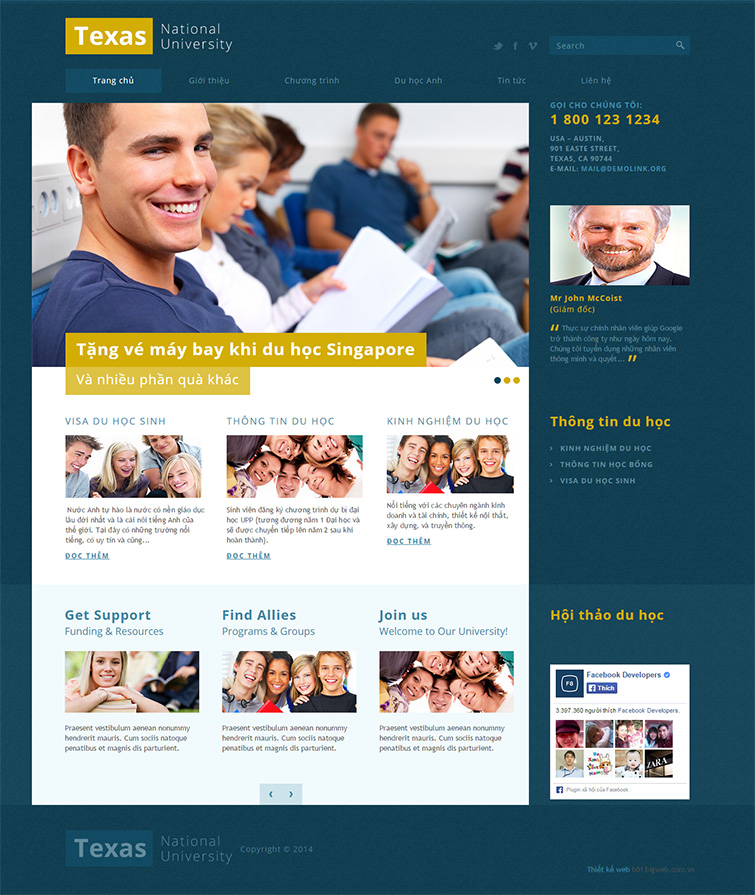 Texas
National
University
Search
Trang chủ
Giới thiệu
Chương trình
Du học Anh
Tin tức
Liên hệ
GỌI CHO CHÚNG TÔI:
1 800 123 1234
USA – AUSTIN,
901 EASTE STREET,
TEXAS, CA 90744
E-MAIL: MAIL@DEMOLINK.ORG
Mr John McCoist
(Giám đốc)
“ Thực sự chính nhân viên giúp Google
trở thành công ty như ngày hôm nay.
Chúng tôi tuyển dụng những nhân viên
thông minh và quyết... ”
Tặng vé máy bay khi du học Singapore
Và nhiều phần quà khác
VISA DU HỌC SINH
Nước Anh tự hào là nước có nền giáo dục
lâu đời nhất và là cái nôi tiếng Anh của
thế giới. Tại đây có những trường nổi
tiếng, có uy tín và cũng...
ĐỌC THÊM
THÔNG TIN DU HỌC
Sinh viên đăng ký chương trình dự bị đại
học UPP (tương đương năm 1 Đại học và
sẽ được chuyển tiếp lên năm 2 sau khi
hoàn thành).
ĐỌC THÊM
KINH NGHIỆM DU HỌC
Nổi tiếng với các chuyên ngành kinh
doanh và tài chính, thiết kế nội thất,
xây dựng, và truyền thông.
ĐỌC THÊM
Thông tin du học
KINH NGHIỆM DU HỌC
THÔNG TIN HỌC BỔNG
VISA DU HỌC SINH
Get Support
Funding & Resources
Praesent vestibulum aenean nonummy
hendrerit mauris. Cum sociis natoque
penatibus et magnis dis parturient.
Find Allies
Programs & Groups
Praesent vestibulum aenean nonummy
hendrerit mauris. Cum sociis natoque
penatibus et magnis dis parturient.
Join us
Welcome to Our University!
Praesent vestibulum aenean nonummy
hendrerit mauris. Cum sociis natoque
penatibus et magnis dis parturient.
Hội thảo du học
Facebook Developers
Thích
3.397.360 người thích Facebook Developers.
ZARA
Plugin xã hội của Facebook
Texas
National
University
Copyright © 2014
Thiết kế web bởi bigweb.com.vn